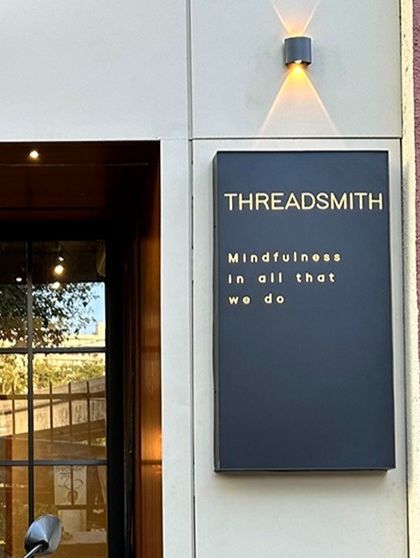 THREADSMITH
Mindfulness
in all that
we do